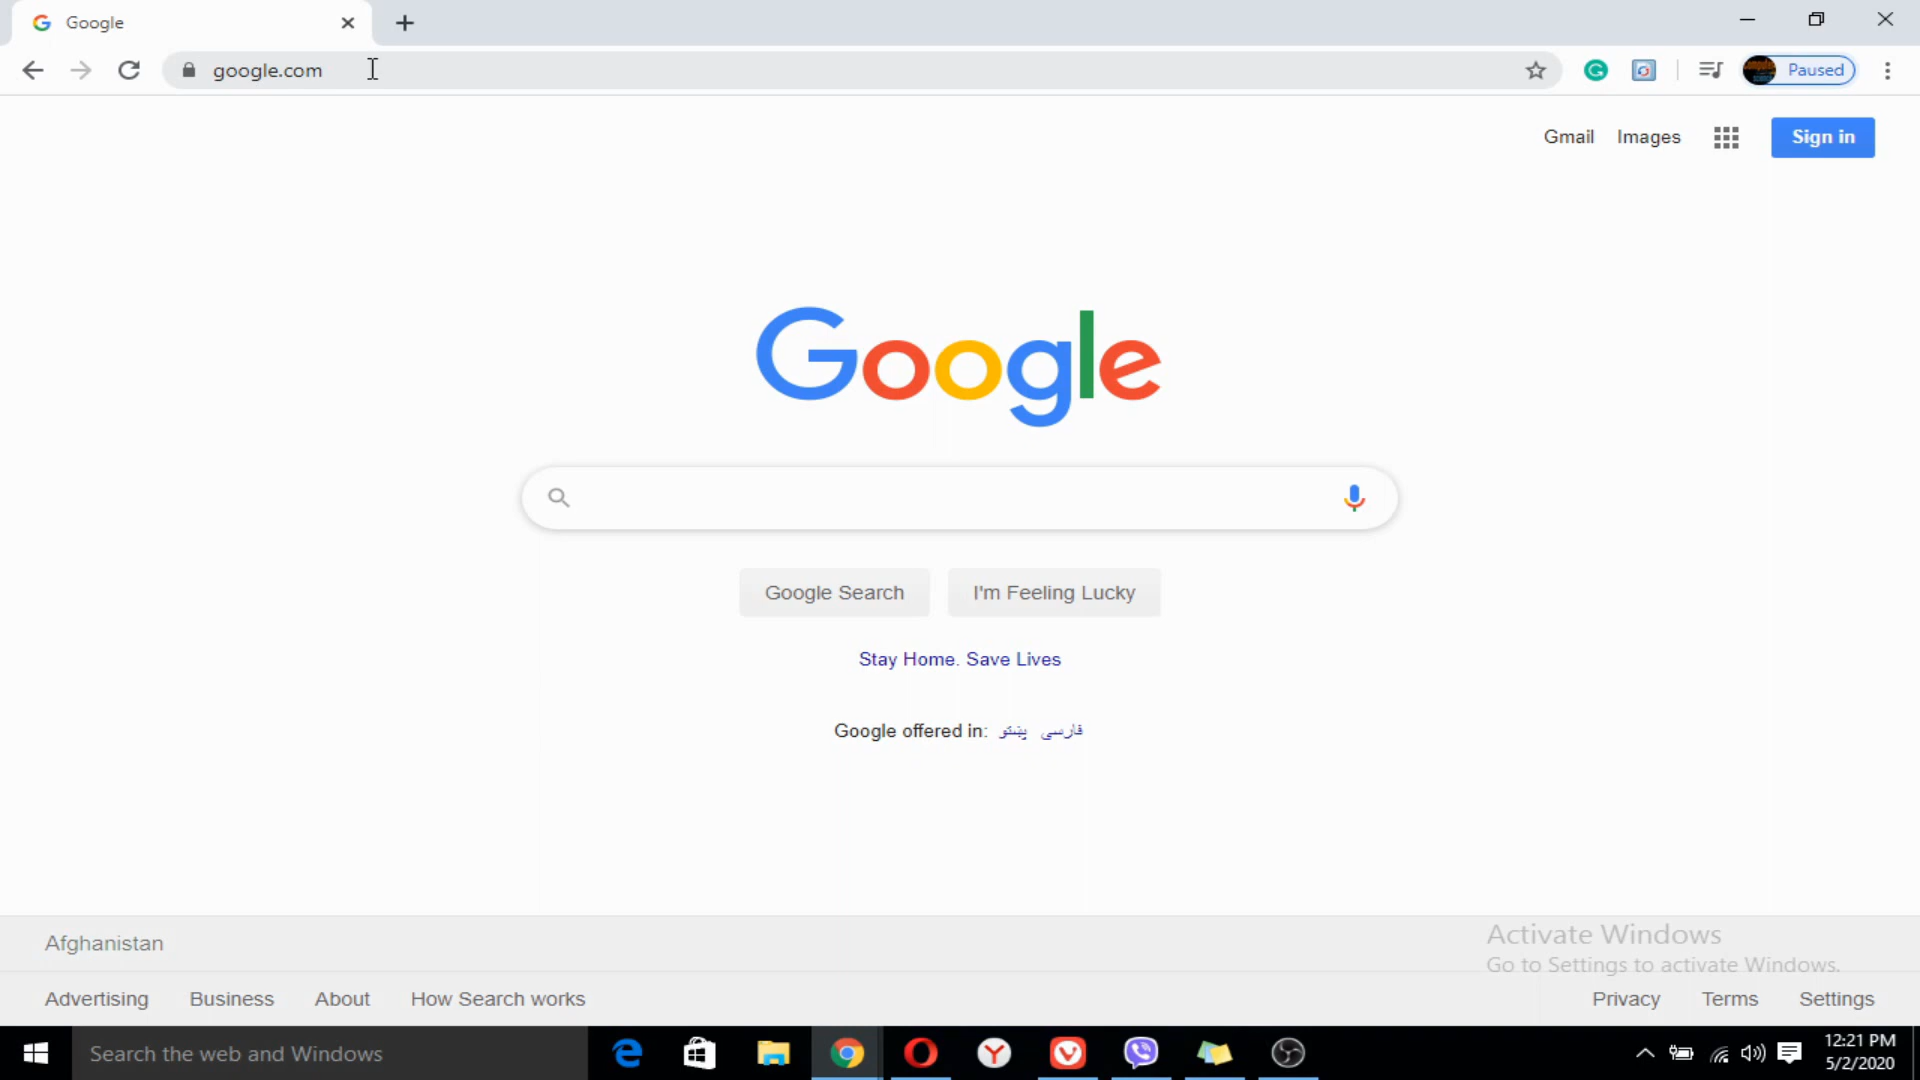 Google
google.com
Paused
Gmail Images Sign in
Google
Google Search I'm Feeling Lucky
Stay Home. Save Lives
Google offered in: پښتو فارسی
Afghanistan
Activate Windows
Go to Settings to activate Windows.
Advertising Business About How Search works Privacy Terms Settings
Search the web and Windows
12:21 PM
5/2/2020